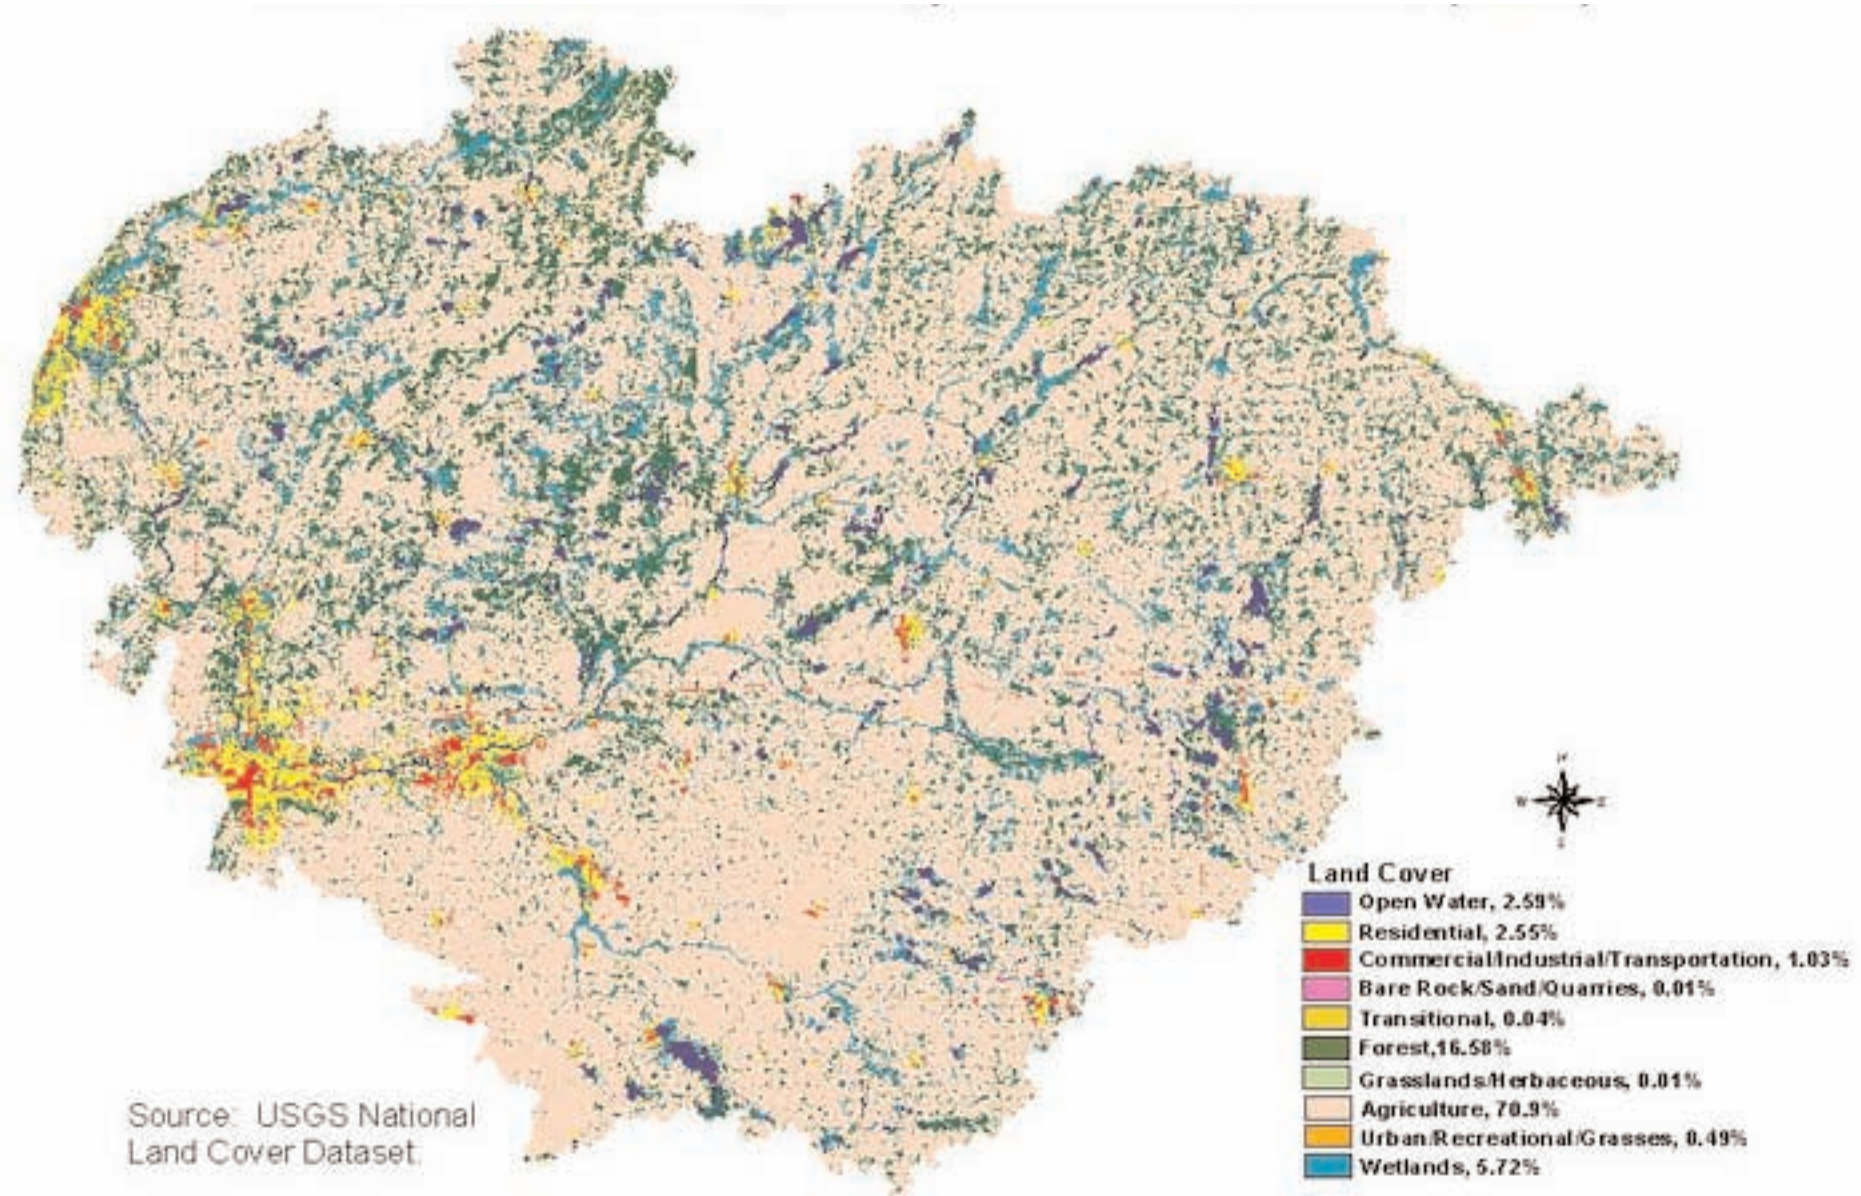 Land Cover
Open Water, 2.59%
Residential, 2.55%
Commercial/Industrial/Transportation, 1.03%
Bare Rock/Sand/Quarries, 0.01%
Transitional, 0.04%
Forest,16.58%
Grasslands/Herbaceous, 0.01%
Agriculture, 70.9%
Urban/Recreational/Grasses, 0.49%
Wetlands, 5.72%
Source: USGS National
Land Cover Dataset.
W